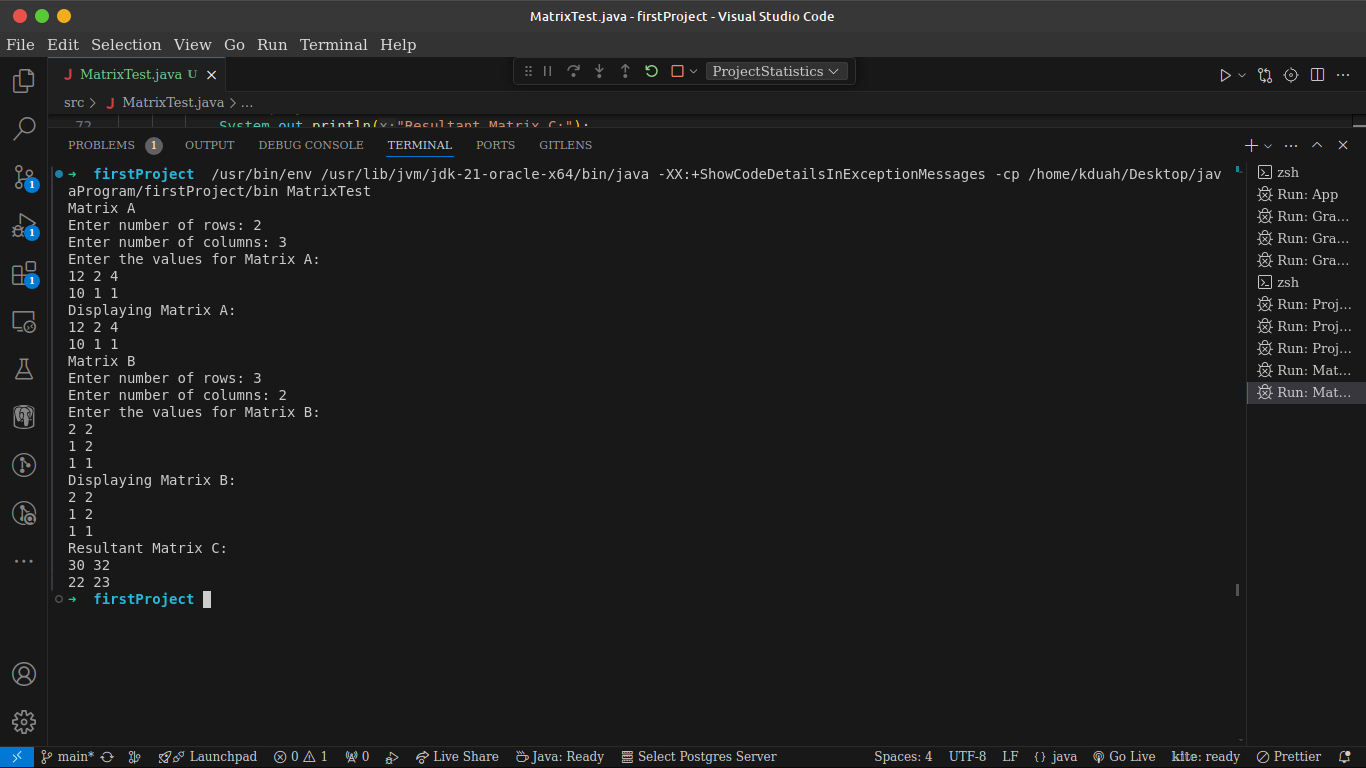 MatrixTest.java - firstProject - Visual Studio Code
File Edit Selection View Go Run Terminal Help
J MatrixTest.java U
ProjectStatistics
src > J MatrixTest.java > ...
72 System.out.println(x:"Resultant Matrix C:");
PROBLEMS 1 OUTPUT DEBUG CONSOLE TERMINAL PORTS GITLENS
➜ firstProject /usr/bin/env /usr/lib/jvm/jdk-21-oracle-x64/bin/java -XX:+ShowCodeDetailsInExceptionMessages -cp /home/kduah/Desktop/jav
aProgram/firstProject/bin MatrixTest
Matrix A
Enter number of rows: 2
Enter number of columns: 3
Enter the values for Matrix A:
12 2 4
10 1 1
Displaying Matrix A:
12 2 4
10 1 1
Matrix B
Enter number of rows: 3
Enter number of columns: 2
Enter the values for Matrix B:
2 2
1 2
1 1
Displaying Matrix B:
2 2
1 2
1 1
Resultant Matrix C:
30 32
22 23
➜ firstProject
zsh
Run: App
Run: Gra...
Run: Gra...
Run: Gra...
zsh
Run: Proj...
Run: Proj...
Run: Proj...
Run: Mat...
Run: Mat...
1
1
1
main* Launchpad 0 1 0 Live Share Java: Ready Select Postgres Server Spaces: 4 UTF-8 LF {} java Go Live kite: ready Prettier